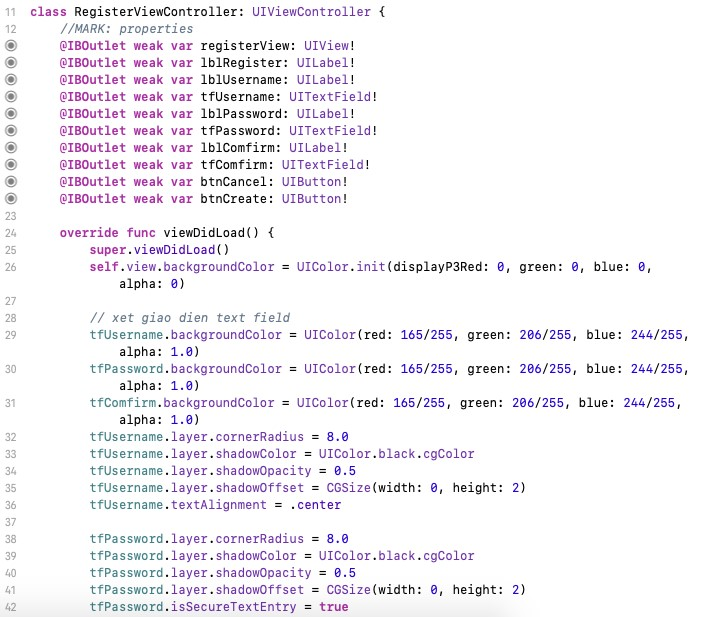 11 class RegisterViewController: UIViewController {
12 //MARK: properties
@IBOutlet weak var registerView: UIView!
@IBOutlet weak var lblRegister: UILabel!
@IBOutlet weak var lblUsername: UILabel!
@IBOutlet weak var tfUsername: UITextField!
@IBOutlet weak var lblPassword: UILabel!
@IBOutlet weak var tfPassword: UITextField!
@IBOutlet weak var lblComfirm: UILabel!
@IBOutlet weak var tfComfirm: UITextField!
@IBOutlet weak var btnCancel: UIButton!
@IBOutlet weak var btnCreate: UIButton!
23
24 override func viewDidLoad() {
25 super.viewDidLoad()
26 self.view.backgroundColor = UIColor.init(displayP3Red: 0, green: 0, blue: 0,
alpha: 0)
27
28 // xet giao dien text field
29 tfUsername.backgroundColor = UIColor(red: 165/255, green: 206/255, blue: 244/255,
alpha: 1.0)
30 tfPassword.backgroundColor = UIColor(red: 165/255, green: 206/255, blue: 244/255,
alpha: 1.0)
31 tfComfirm.backgroundColor = UIColor(red: 165/255, green: 206/255, blue: 244/255,
alpha: 1.0)
32 tfUsername.layer.cornerRadius = 8.0
33 tfUsername.layer.shadowColor = UIColor.black.cgColor
34 tfUsername.layer.shadowOpacity = 0.5
35 tfUsername.layer.shadowOffset = CGSize(width: 0, height: 2)
36 tfUsername.textAlignment = .center
37
38 tfPassword.layer.cornerRadius = 8.0
39 tfPassword.layer.shadowColor = UIColor.black.cgColor
40 tfPassword.layer.shadowOpacity = 0.5
41 tfPassword.layer.shadowOffset = CGSize(width: 0, height: 2)
42 tfPassword.isSecureTextEntry = true